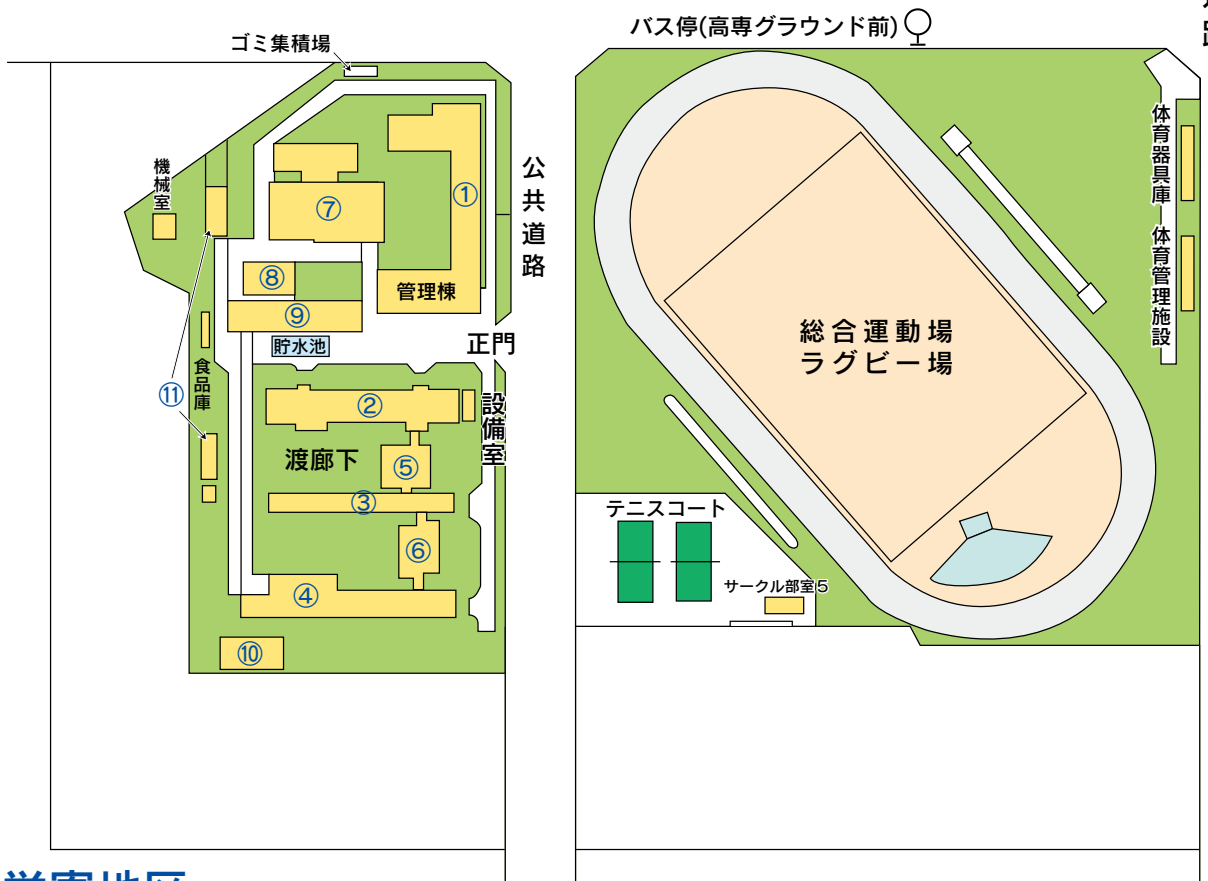 バス停(高専グラウンド前)
ゴミ集積場
機械室
①
⑦
公共道路
体育器具庫
体育管理施設
⑧
管理棟
⑨
貯水池
正門
総合運動場
ラグビー場
⑪
食品庫
②
設備室
渡廊下
⑤
③
テニスコート
⑥
サークル部室5
④
⑩